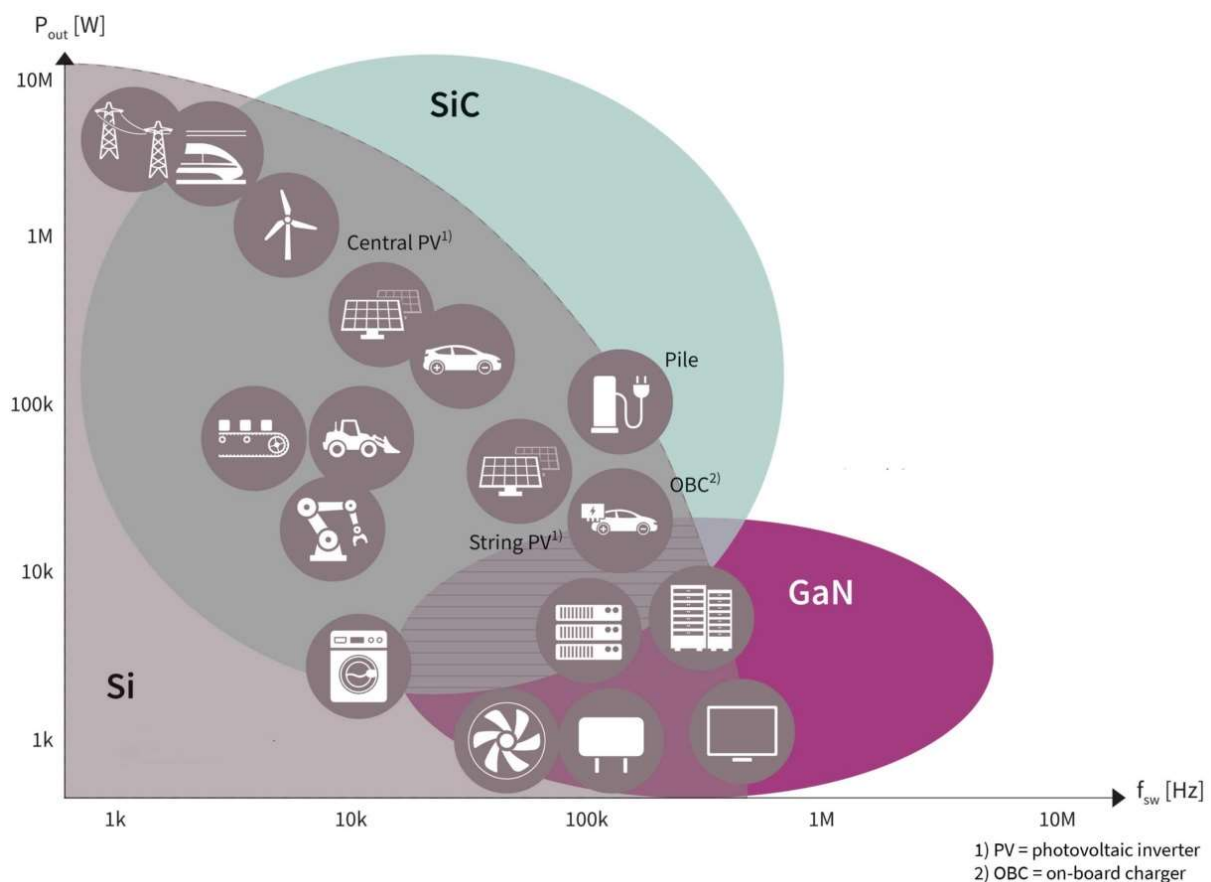 P_out [W]
10M
SiC
1M
Central PV¹⁾
Pile
100k
OBC²⁾
String PV¹⁾
10k
GaN
Si
1k
f_sw [Hz]
1k 10k 100k 1M 10M
1) PV = photovoltaic inverter
2) OBC = on-board charger